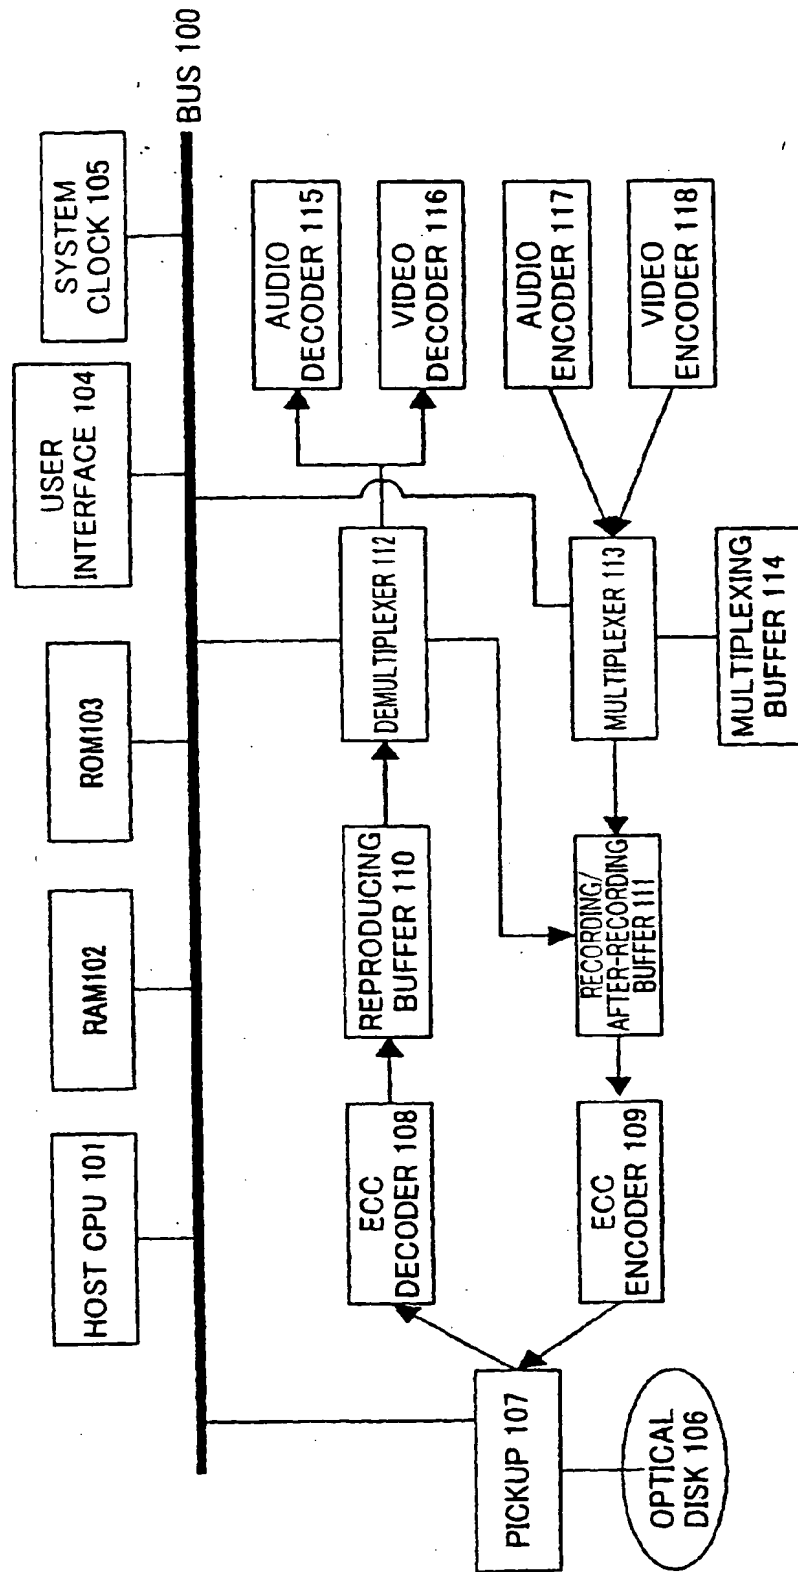 BUS 100
HOST CPU 101
RAM102
ROM103
USER
INTERFACE 104
SYSTEM
CLOCK 105
PICKUP 107
OPTICAL
DISK 106
ECC
DECODER 108
REPRODUCING
BUFFER 110
DEMULTIPLEXER 112
AUDIO
DECODER 115
VIDEO
DECODER 116
ECC
ENCODER 109
RECORDING/
AFTER-RECORDING
BUFFER 111
MULTIPLEXER 113
AUDIO
ENCODER 117
VIDEO
ENCODER 118
MULTIPLEXING
BUFFER 114